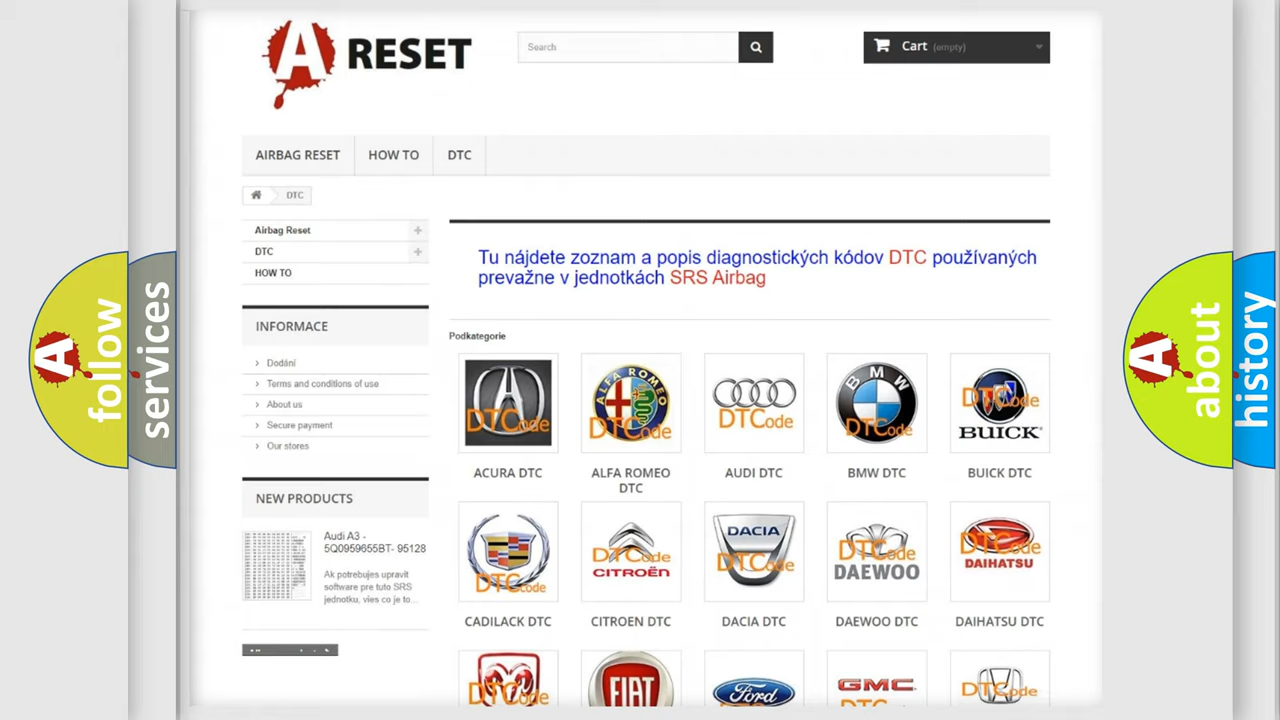 A RESET
Search
Cart (empty)
AIRBAG RESET
HOW TO
DTC
DTC
Airbag Reset
DTC
HOW TO
INFORMACE
Dodání
Terms and conditions of use
About us
Secure payment
Our stores
NEW PRODUCTS
Audi A3 -
5Q0959655BT- 95128
Ak potrebujes upravit
software pre tuto SRS
jednotku, vies co je to...
Tu nájdete zoznam a popis diagnostických kódov DTC používaných
prevažne v jednotkách SRS Airbag
Podkategorie
DTCode
ALFA ROMEO
DTCode
DTCode
BMW
DTCode
DTCode
BUICK
ACURA DTC
ALFA ROMEO
DTC
AUDI DTC
BMW DTC
BUICK DTC
DTCode
DTCode
CITROËN
DACIA
DTCode
DTCode
DAEWOO
DTCode
DAIHATSU
CADILACK DTC
CITROEN DTC
DACIA DTC
DAEWOO DTC
DAIHATSU DTC
DTCode
FIAT
Ford
GMC
DTCode
A follow
services
A about
history